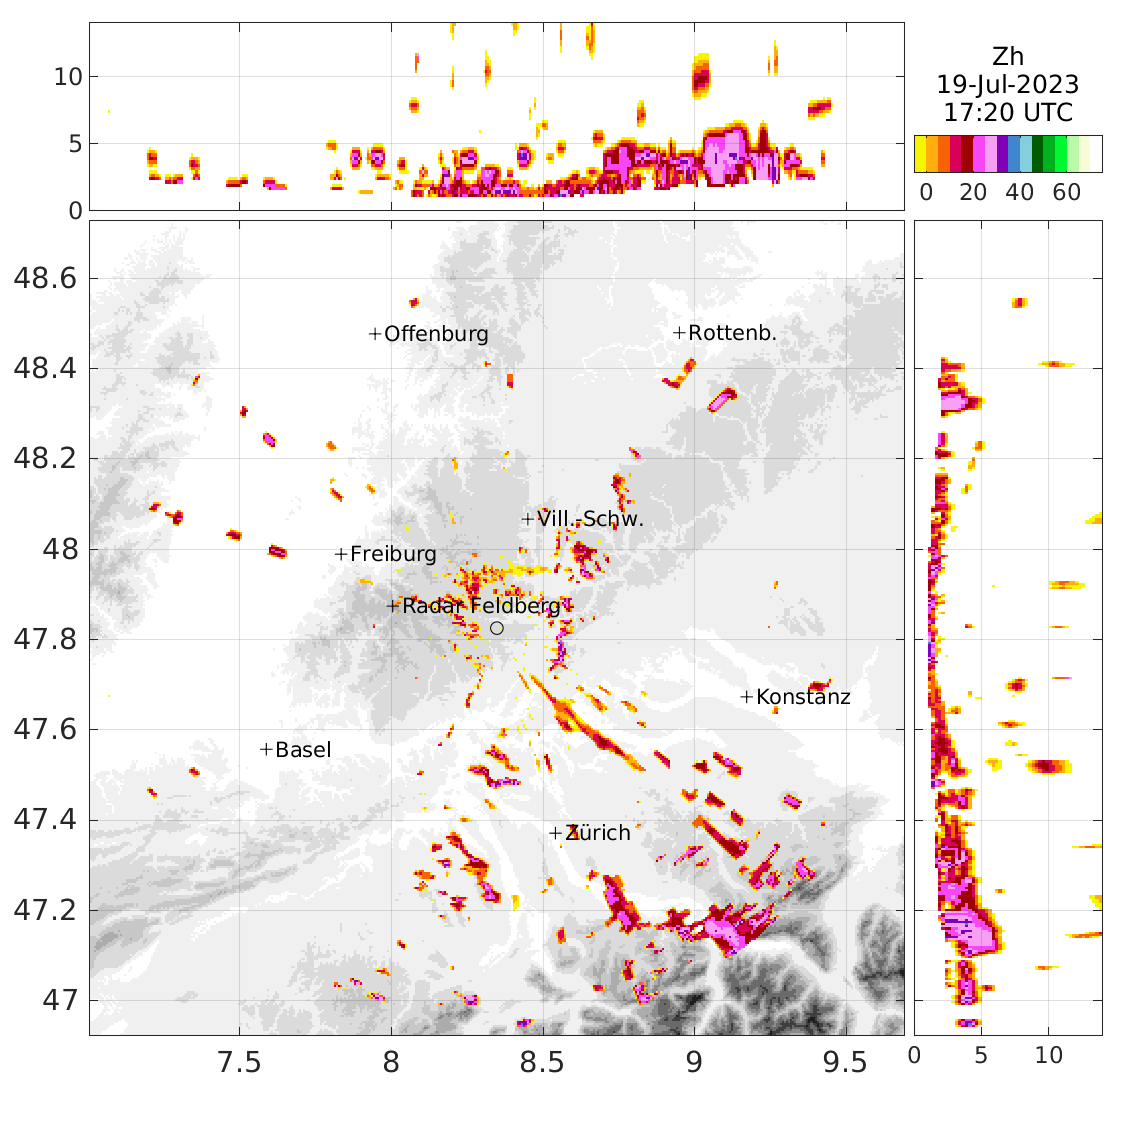 10
5
0
Zh
19-Jul-2023
17:20 UTC
0 20 40 60
48.6
48.4
48.2
48
47.8
47.6
47.4
47.2
47
+Offenburg
+Rottenb.
+Vill.-Schw.
+Freiburg
+Radar Feldberg
+Konstanz
+Basel
+Zürich
7.5 8 8.5 9 9.5
0 5 10